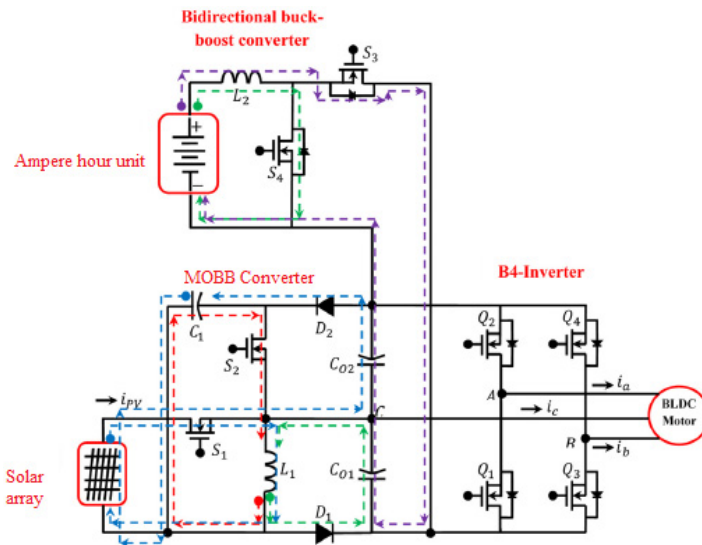 Bidirectional buck-
boost converter
S3
L2
+
Ampere hour unit
S4
−
MOBB Converter
B4-Inverter
C1
D2
Q2
Q4
S2
CO2
iPV
A
ia
C
ic
BLDC
Motor
S1
B
ib
Solar
array
L1
CO1
Q1
Q3
D1